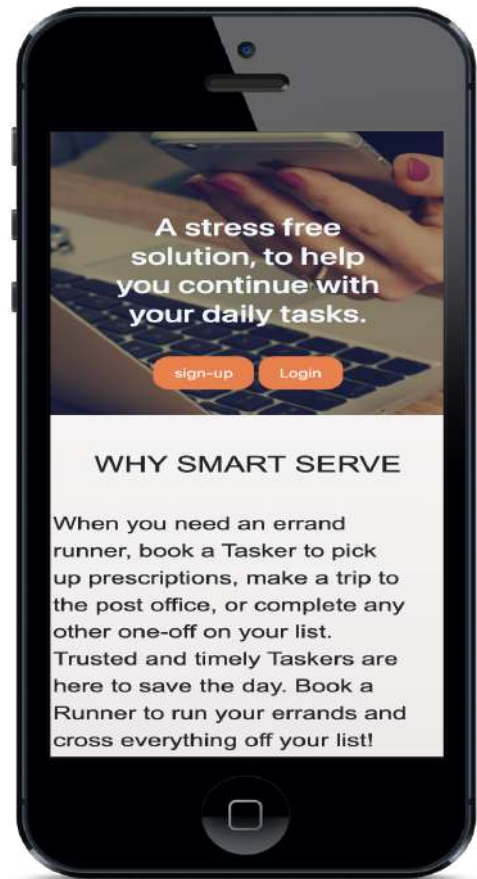 A stress free
solution, to help
you continue with
your daily tasks.
sign-up Login
WHY SMART SERVE
When you need an errand
runner, book a Tasker to pick
up prescriptions, make a trip to
the post office, or complete any
other one-off on your list.
Trusted and timely Taskers are
here to save the day. Book a
Runner to run your errands and
cross everything off your list!